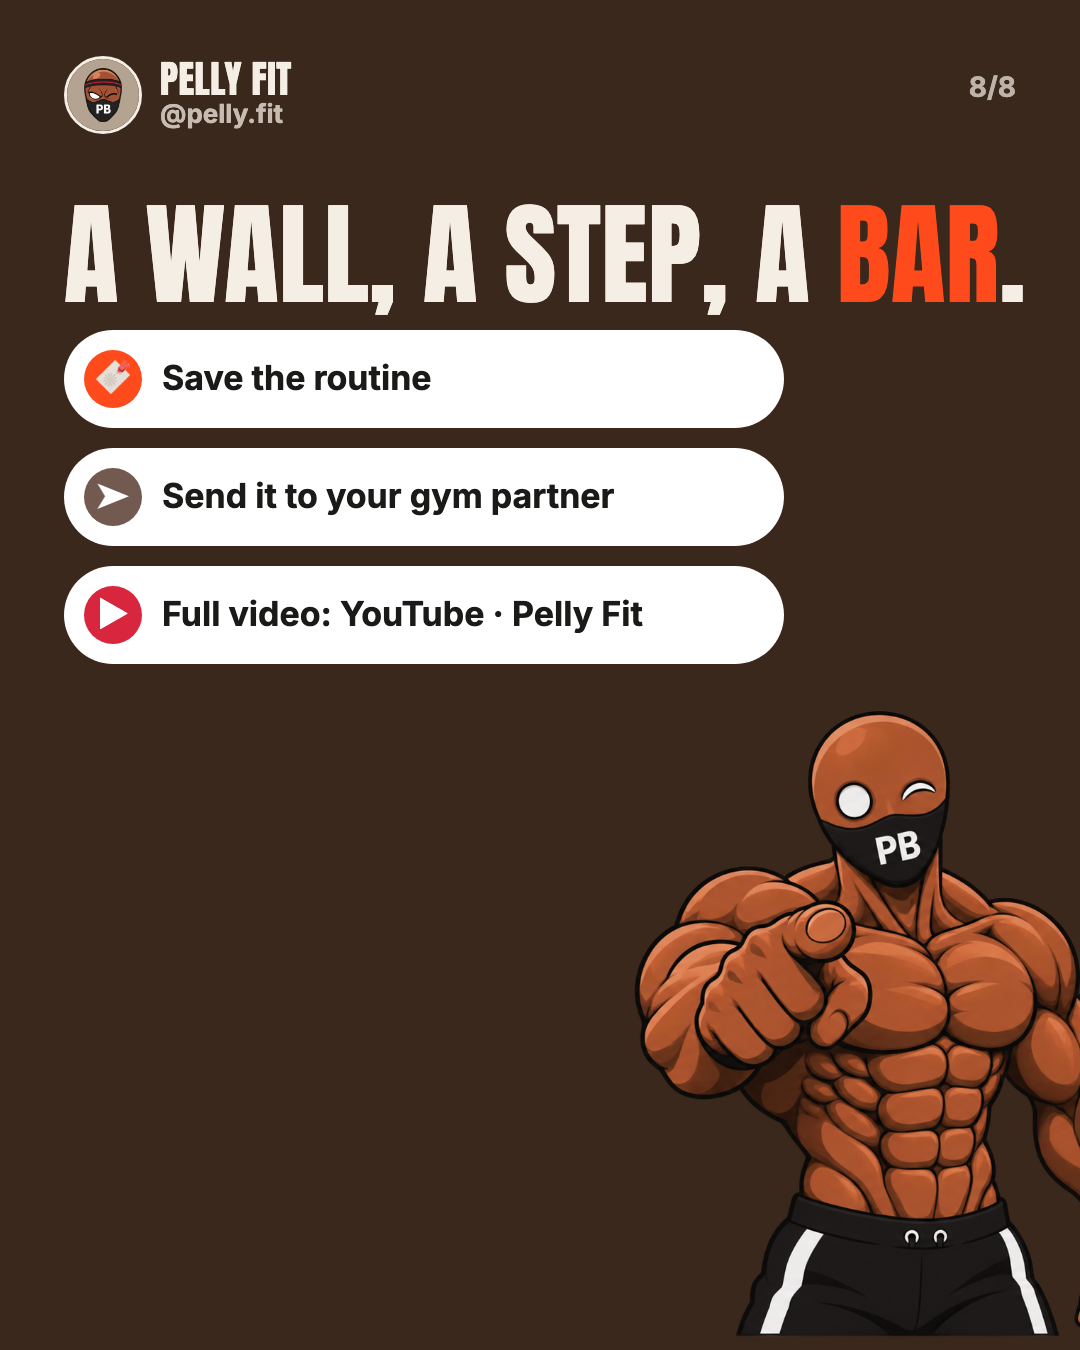 PELLY FIT
@pelly.fit
8/8
A WALL, A STEP, A BAR.
Save the routine
Send it to your gym partner
Full video: YouTube · Pelly Fit
PB
PB